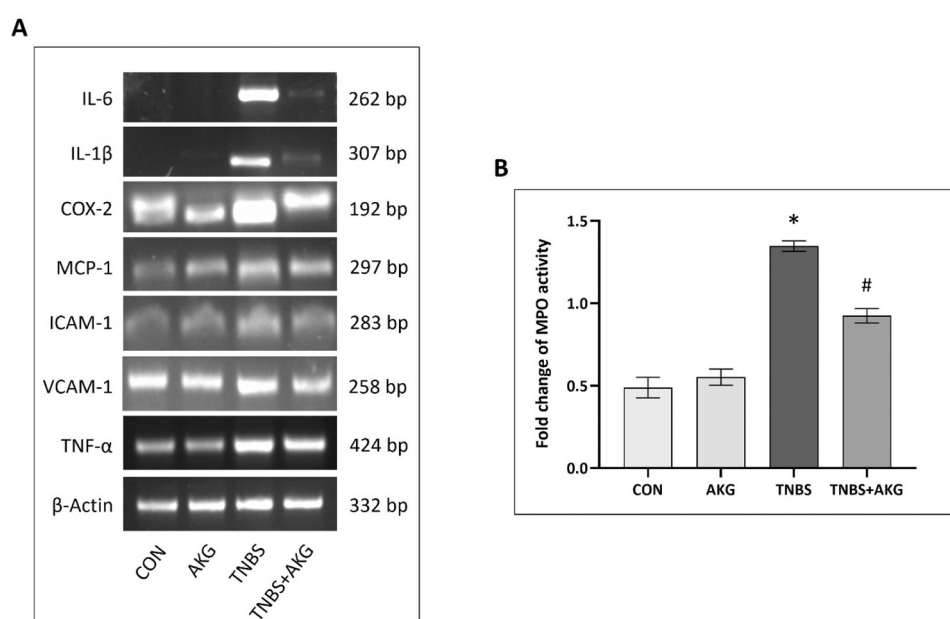 A
IL-6 262 bp
IL-1β 307 bp
COX-2 192 bp
MCP-1 297 bp
ICAM-1 283 bp
VCAM-1 258 bp
TNF-α 424 bp
β-Actin 332 bp
CON AKG TNBS TNBS+AKG
B
Fold change of MPO activity
1.5
1.0
0.5
0.0
*
#
CON AKG TNBS TNBS+AKG